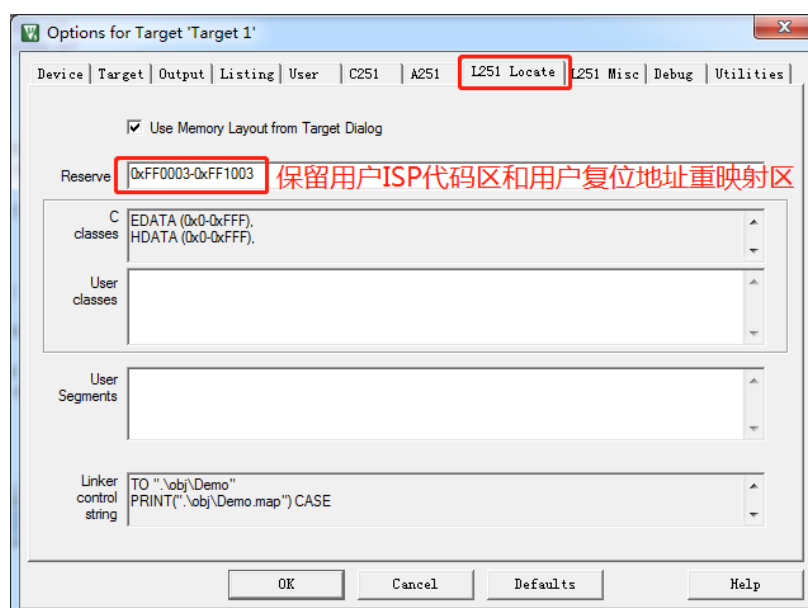 Options for Target 'Target 1'
Device Target Output Listing User C251 A251 L251 Locate L251 Misc Debug Utilities
Use Memory Layout from Target Dialog
Reserve 0xFF0003-0xFF1003 保留用户ISP代码区和用户复位地址重映射区
C classes
EDATA (0x0-0xFFF),
HDATA (0x0-0xFFF),
User classes
User Segments
Linker control string
TO ".\obj\Demo"
PRINT(".\obj\Demo.map") CASE
OK Cancel Defaults Help